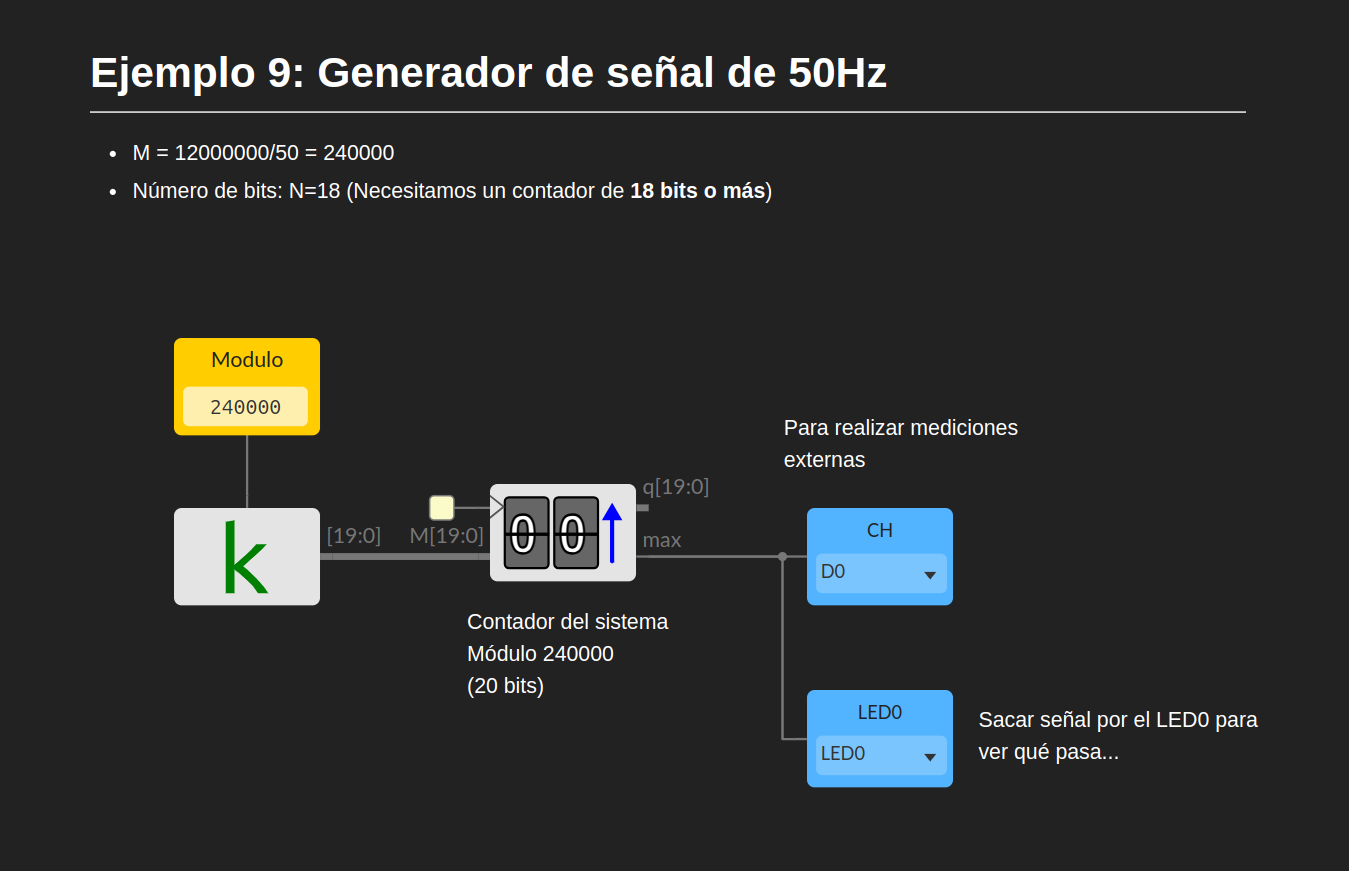 Ejemplo 9: Generador de señal de 50Hz
M = 12000000/50 = 240000
Número de bits: N=18 (Necesitamos un contador de 18 bits o más)
Modulo
240000
k
[19:0]
M[19:0]
0 0
q[19:0]
max
Contador del sistema
Módulo 240000
(20 bits)
Para realizar mediciones
externas
CH
D0
LED0
LED0
Sacar señal por el LED0 para
ver qué pasa...